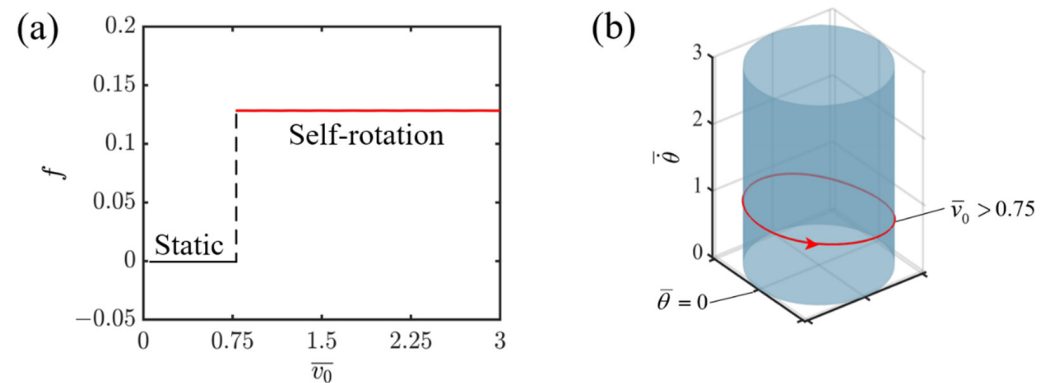 (a)
0.2
0.15
0.1
0.05
0
−0.05
f
Static
Self-rotation
0 0.75 1.5 2.25 3
v̅₀
(b)
3
2
1
0
θ̅̇
v̅₀ > 0.75
θ̅ = 0